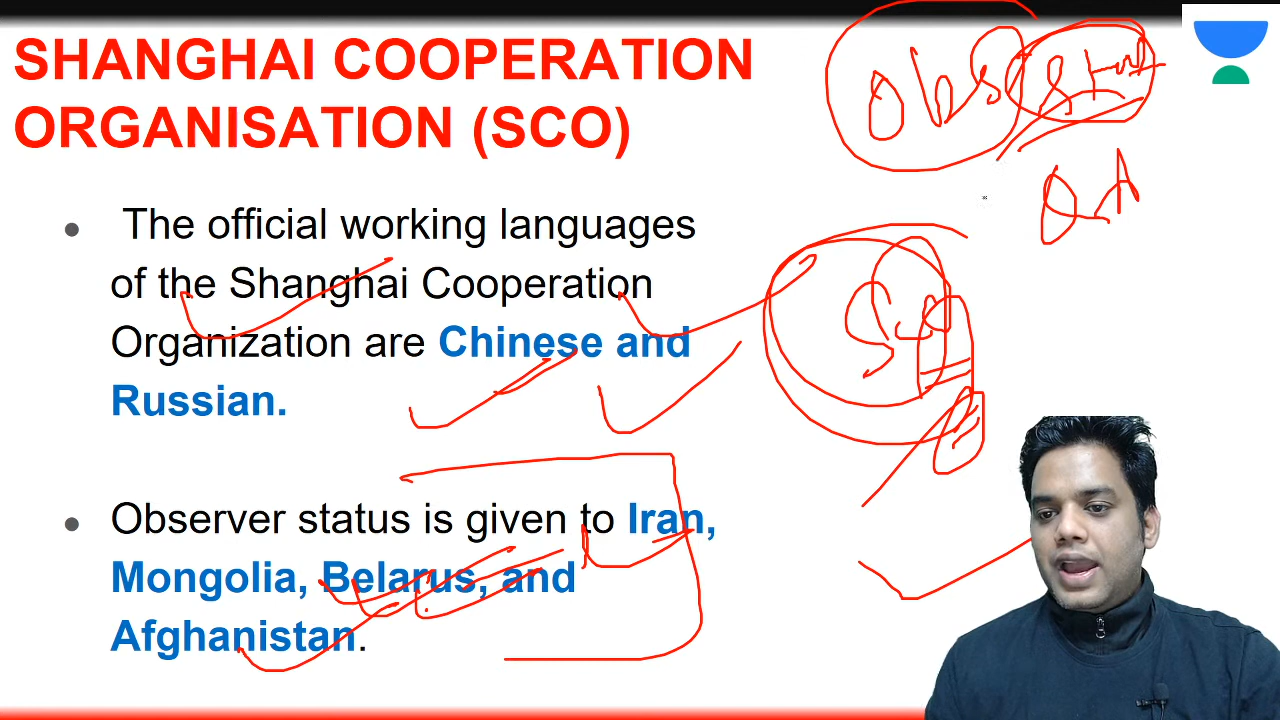 SHANGHAI COOPERATION
ORGANISATION (SCO)
The official working languages
of the Shanghai Cooperation
Organization are Chinese and
Russian.
Observer status is given to Iran,
Mongolia, Belarus, and
Afghanistan.
Obs